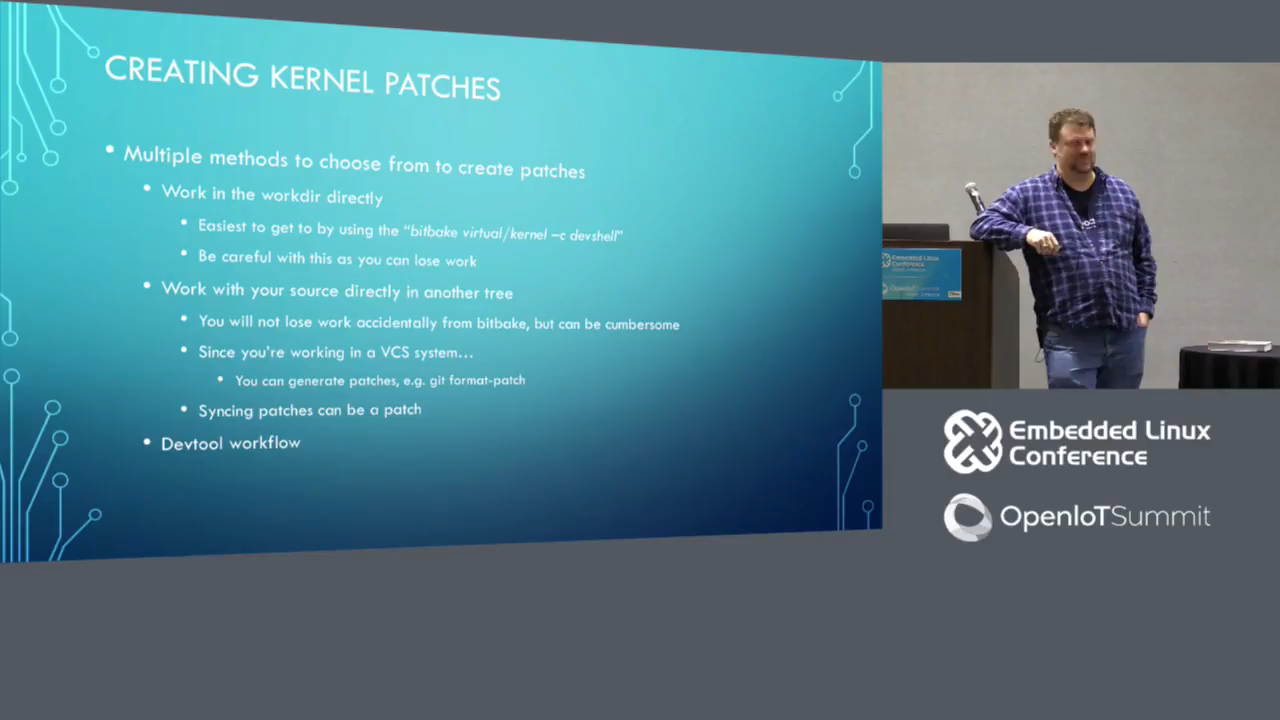 CREATING KERNEL PATCHES
• Multiple methods to choose from to create patches
• Work in the workdir directly
• Easiest to get to by using the “bitbake virtual/kernel –c devshell”
• Be careful with this as you can lose work
• Work with your source directly in another tree
• You will not lose work accidentally from bitbake, but can be cumbersome
• Since you're working in a VCS system...
• You can generate patches, e.g. git format-patch
• Syncing patches can be a patch
• Devtool workflow
Embedded Linux
Conference
Embedded Linux
Conference
OpenIoTSummit